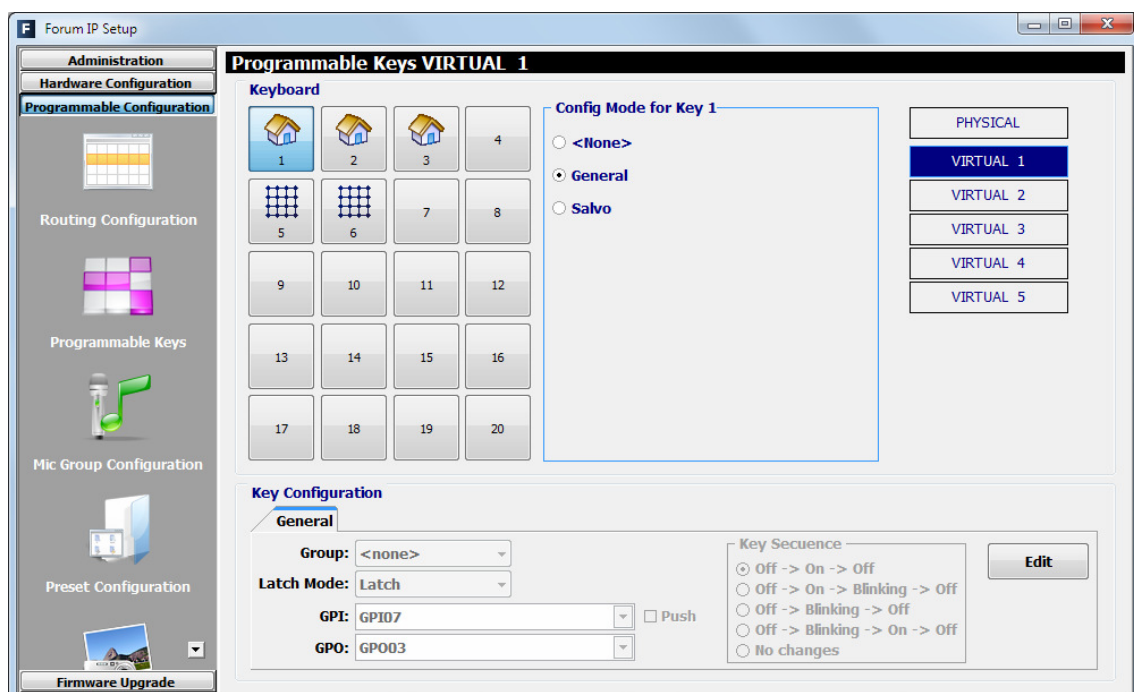 Forum IP Setup
Administration
Hardware Configuration
Programmable Configuration
Routing Configuration
Programmable Keys
Mic Group Configuration
Preset Configuration
Firmware Upgrade
Programmable Keys VIRTUAL 1
Keyboard
1 2 3 4
5 6 7 8
9 10 11 12
13 14 15 16
17 18 19 20
Config Mode for Key 1
<None>
General
Salvo
PHYSICAL
VIRTUAL 1
VIRTUAL 2
VIRTUAL 3
VIRTUAL 4
VIRTUAL 5
Key Configuration
General
Group: <none>
Latch Mode: Latch
GPI: GPI07 Push
GPO: GPO03
Key Secuence
Off -> On -> Off
Off -> On -> Blinking -> Off
Off -> Blinking -> Off
Off -> Blinking -> On -> Off
No changes
Edit